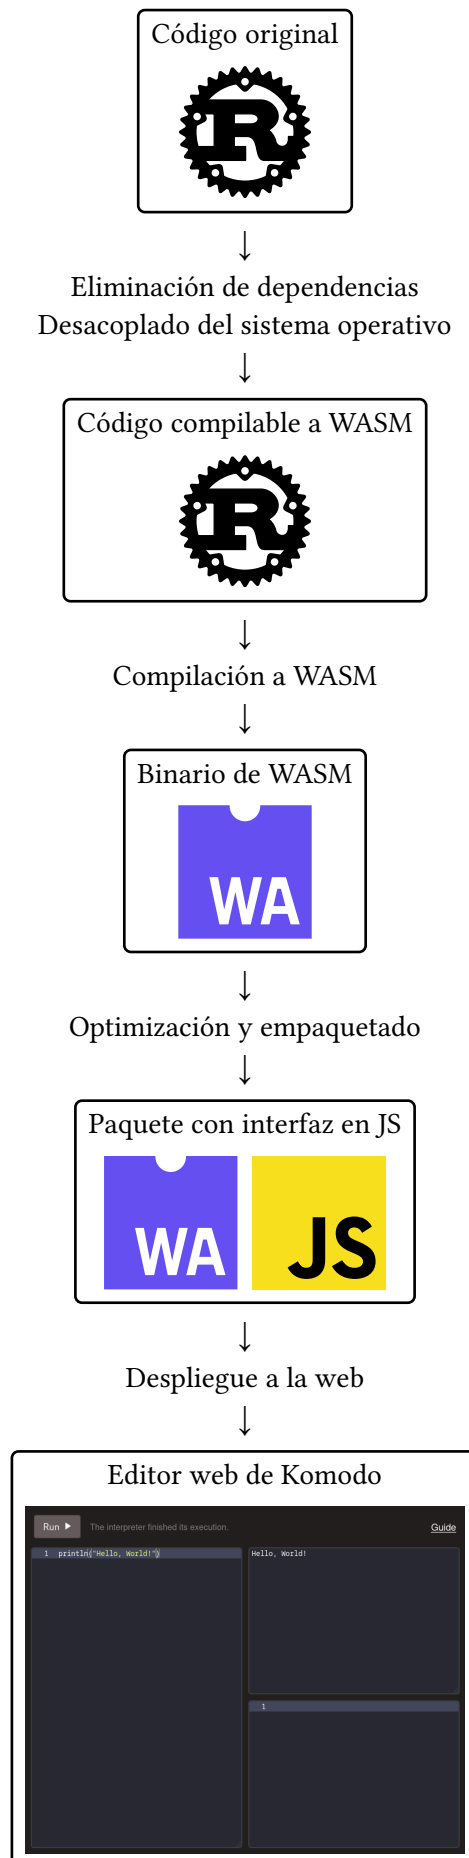 Código original
R
↓
Eliminación de dependencias
Desacoplado del sistema operativo
↓
Código compilable a WASM
R
↓
Compilación a WASM
↓
Binario de WASM
WA
↓
Optimización y empaquetado
↓
Paquete con interfaz en JS
WA JS
↓
Despliegue a la web
↓
Editor web de Komodo
Run ▶ The interpreter finished its execution. Guide
1 println("Hello, World!")
Hello, World!
1